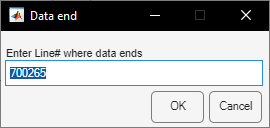 Data end
Enter Line# where data ends
700265
OK
Cancel